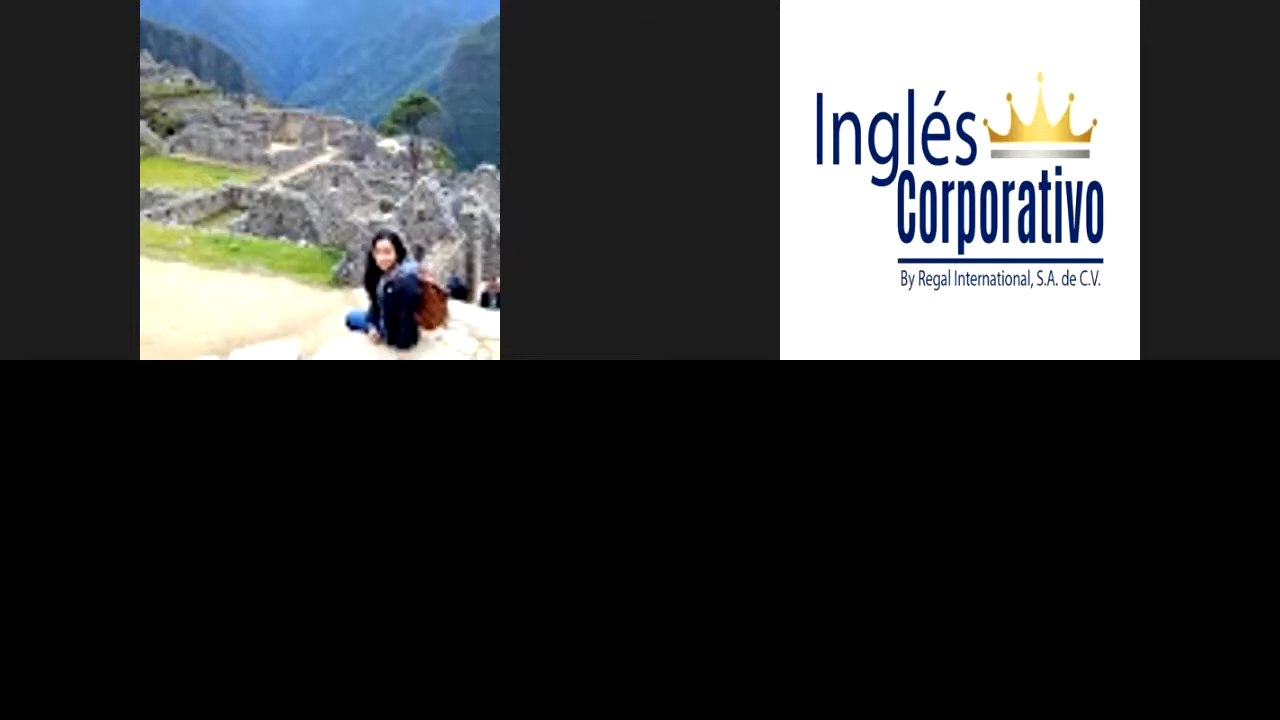 Inglés
Corporativo
By Regal International, S.A. de C.V.